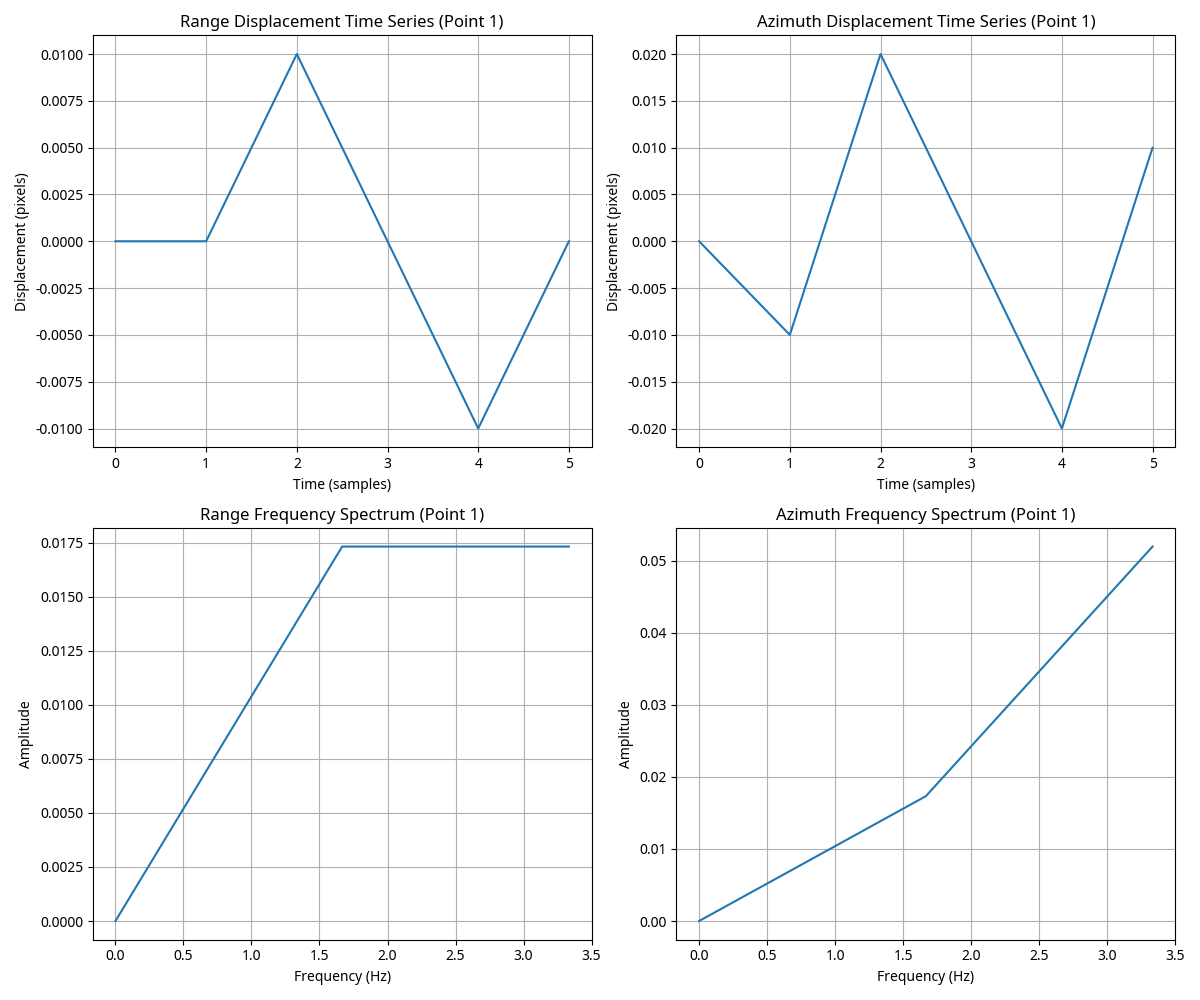 Range Displacement Time Series (Point 1)
Displacement (pixels)
0.0100
0.0075
0.0050
0.0025
0.0000
-0.0025
-0.0050
-0.0075
-0.0100
0 1 2 3 4 5
Time (samples)
Azimuth Displacement Time Series (Point 1)
Displacement (pixels)
0.020
0.015
0.010
0.005
0.000
-0.005
-0.010
-0.015
-0.020
0 1 2 3 4 5
Time (samples)
Range Frequency Spectrum (Point 1)
Amplitude
0.0175
0.0150
0.0125
0.0100
0.0075
0.0050
0.0025
0.0000
0.0 0.5 1.0 1.5 2.0 2.5 3.0 3.5
Frequency (Hz)
Azimuth Frequency Spectrum (Point 1)
Amplitude
0.05
0.04
0.03
0.02
0.01
0.00
0.0 0.5 1.0 1.5 2.0 2.5 3.0 3.5
Frequency (Hz)